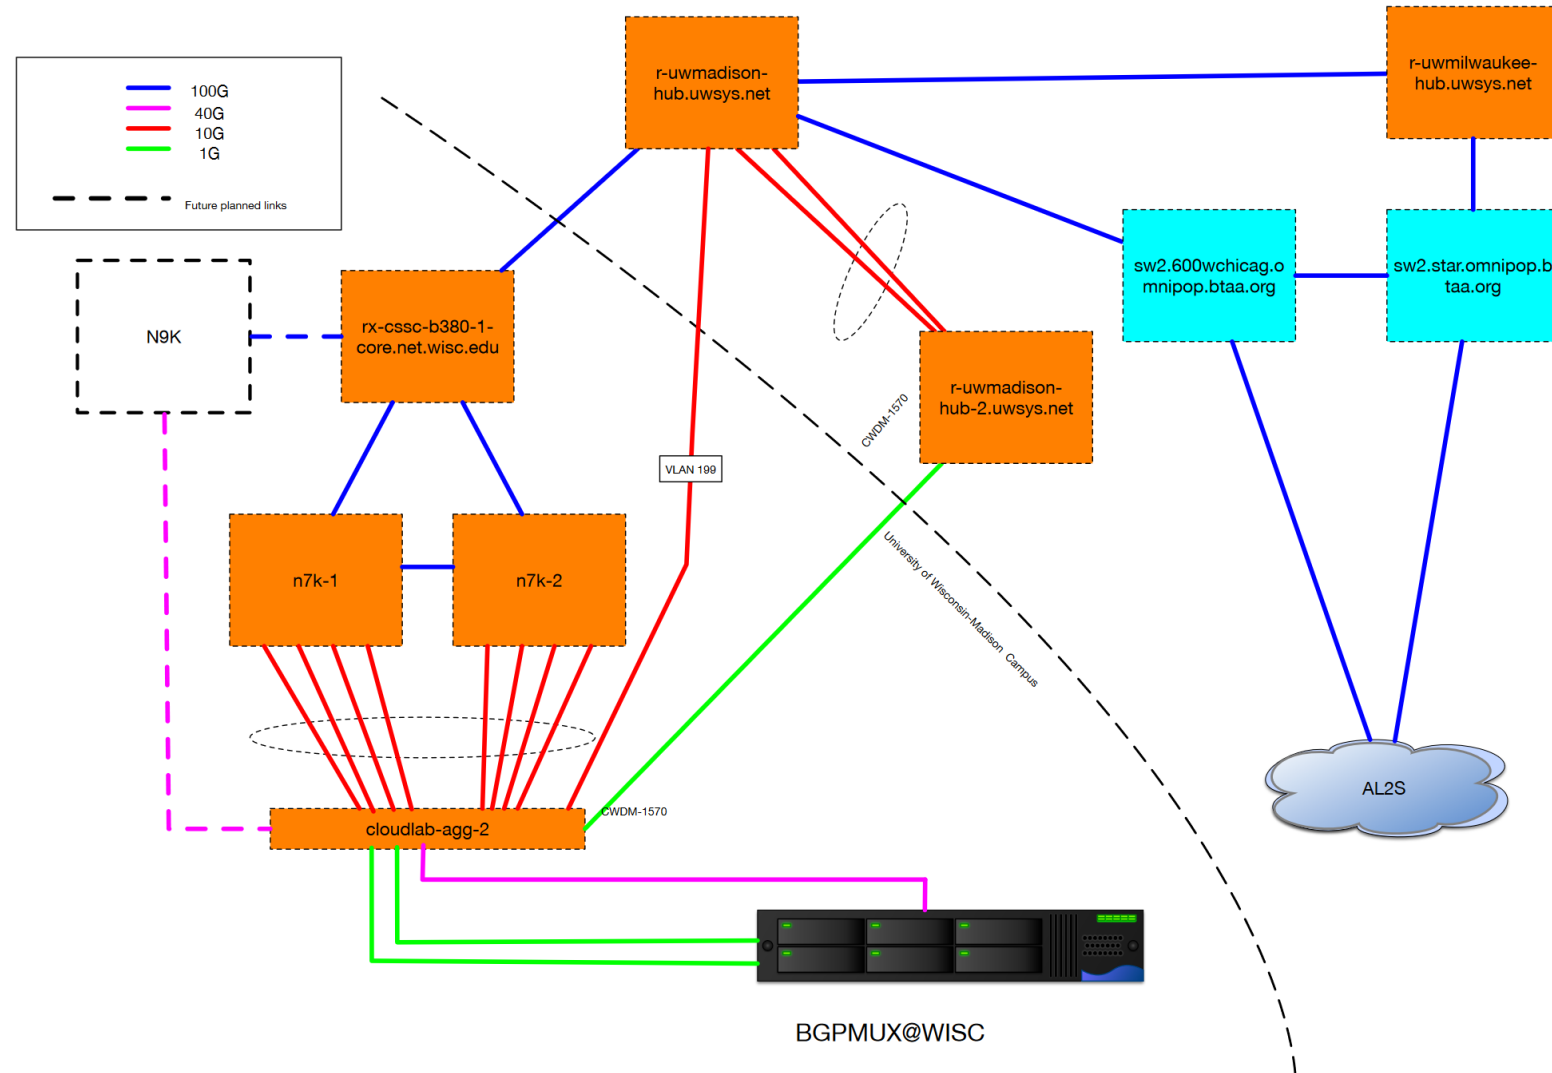 r-uwmadison-
hub.uwsys.net
r-uwmilwaukee-
hub.uwsys.net
100G
40G
10G
1G
Future planned links
sw2.600wchicag.o
mnipop.btaa.org
sw2.star.omnipop.b
taa.org
N9K
rx-cssc-b380-1-
core.net.wisc.edu
r-uwmadison-
hub-2.uwsys.net
CWDM-1570
VLAN 199
University of Wisconsin-Madison Campus
n7k-1
n7k-2
AL2S
CWDM-1570
cloudlab-agg-2
BGPMUX@WISC